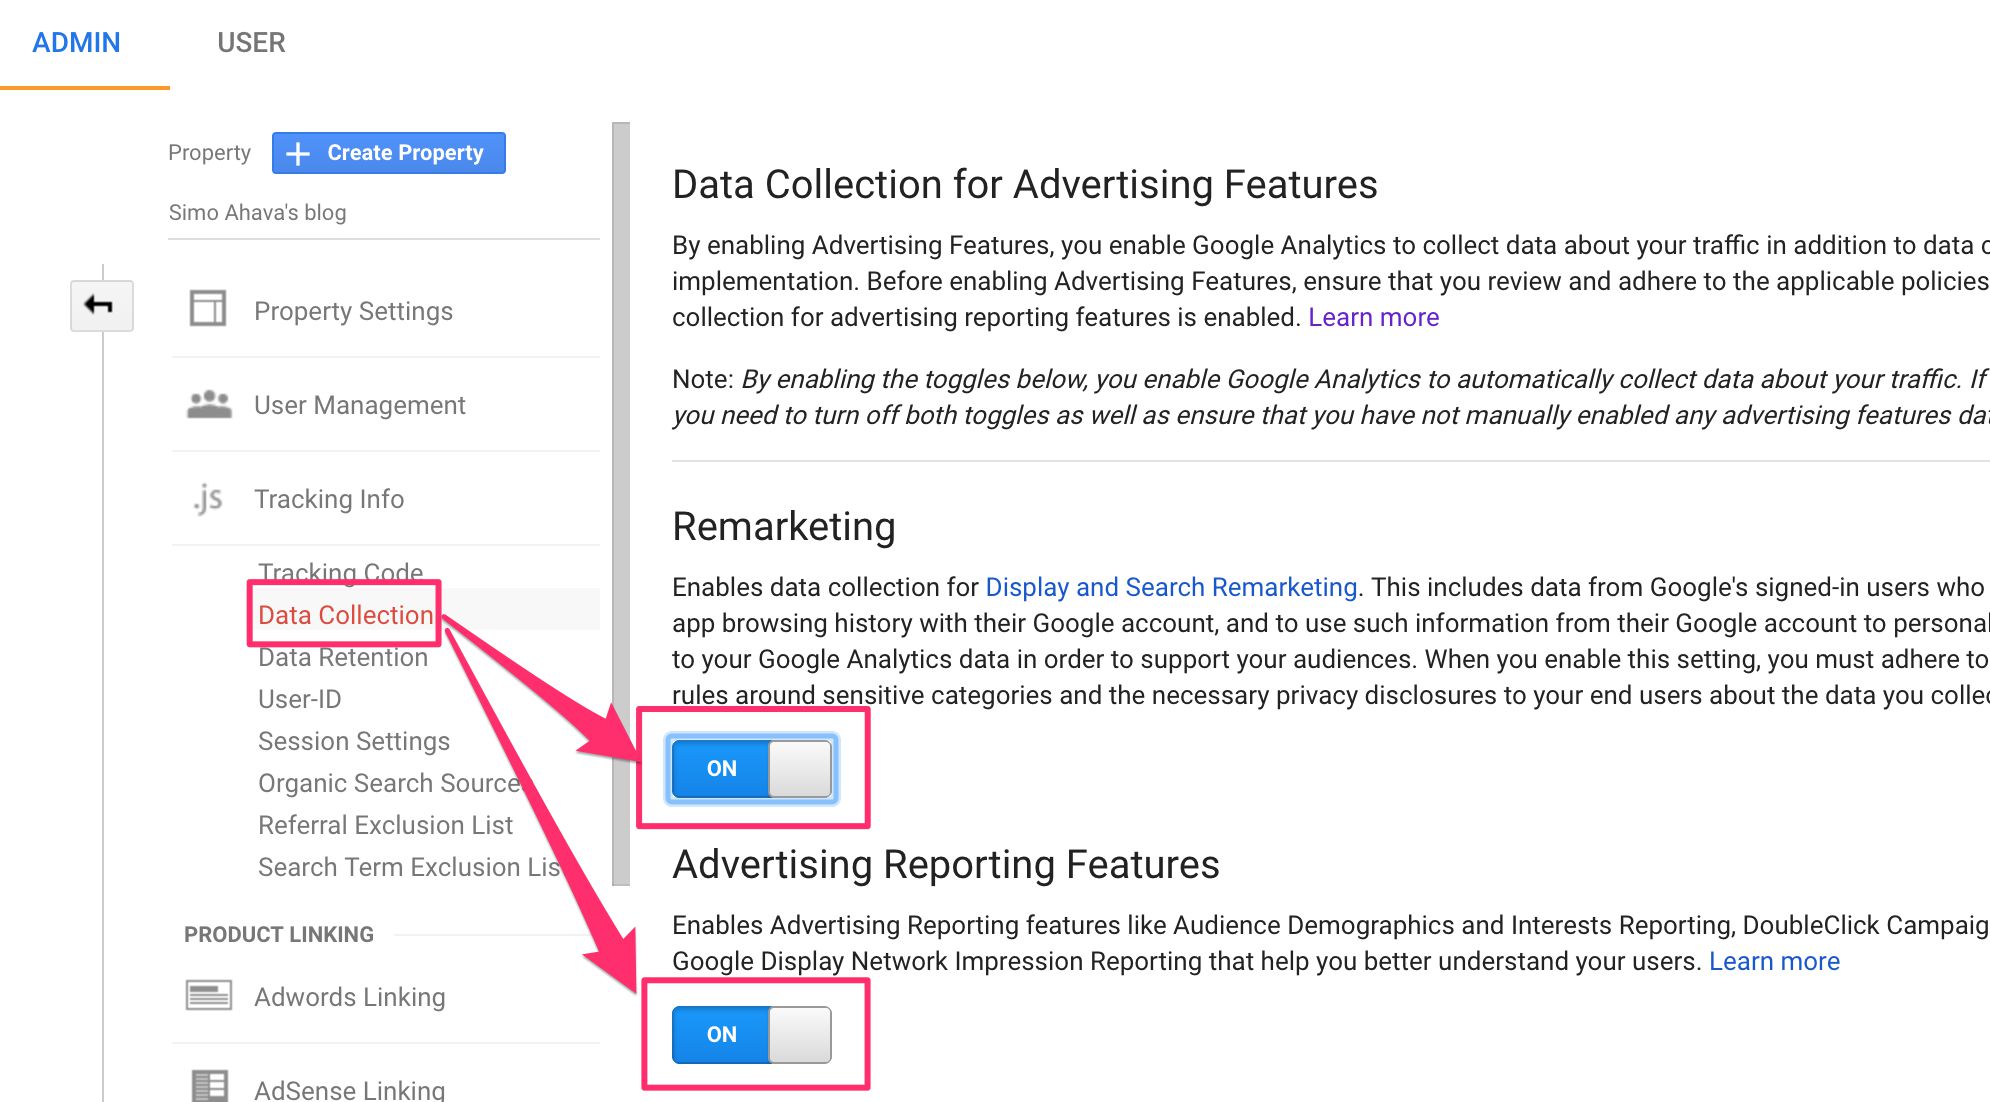 ADMIN
USER
Property
Create Property
Simo Ahava's blog
Property Settings
User Management
.js
Tracking Info
Tracking Code
Data Collection
Data Retention
User-ID
Session Settings
Organic Search Source
Referral Exclusion List
Search Term Exclusion Lis
PRODUCT LINKING
Adwords Linking
AdSense Linking
Data Collection for Advertising Features
By enabling Advertising Features, you enable Google Analytics to collect data about your traffic in addition to data
implementation. Before enabling Advertising Features, ensure that you review and adhere to the applicable policies
collection for advertising reporting features is enabled. Learn more
Note: By enabling the toggles below, you enable Google Analytics to automatically collect data about your traffic. If
you need to turn off both toggles as well as ensure that you have not manually enabled any advertising features
Remarketing
Enables data collection for Display and Search Remarketing. This includes data from Google's signed-in users who
app browsing history with their Google account, and to use such information from their Google account to personal
to your Google Analytics data in order to support your audiences. When you enable this setting, you must adhere to
rules around sensitive categories and the necessary privacy disclosures to your end users about the data you collec
ON
Advertising Reporting Features
Enables Advertising Reporting features like Audience Demographics and Interests Reporting, DoubleClick Campaig
Google Display Network Impression Reporting that help you better understand your users. Learn more
ON